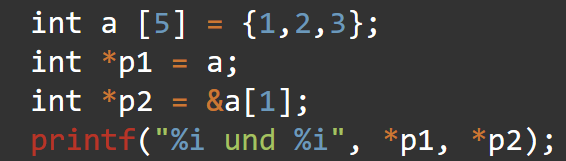 int a [5] = {1,2,3};
int *p1 = a;
int *p2 = &a[1];
printf("%i und %i", *p1, *p2);